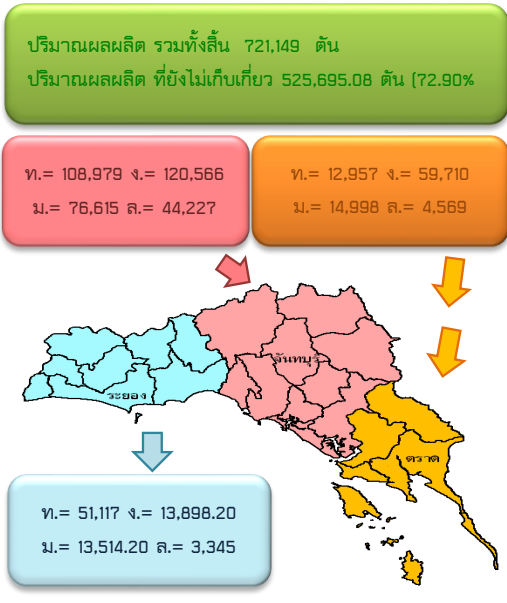 ปริมาณผลผลิต รวมทั้งสิ้น 721,149 ตัน
ปริมาณผลผลิต ที่ยังไม่เก็บเกี่ยว 525,695.08 ตัน (72.90%
ท.= 108,979 ง.= 120,566
ม.= 76,615 ล.= 44,227
ท.= 12,957 ง.= 59,710
ม.= 14,998 ล.= 4,569
จันทบุรี
ระยอง
ตราด
ท.= 51,117 ง.= 13,898.20
ม.= 13,514.20 ล.= 3,345